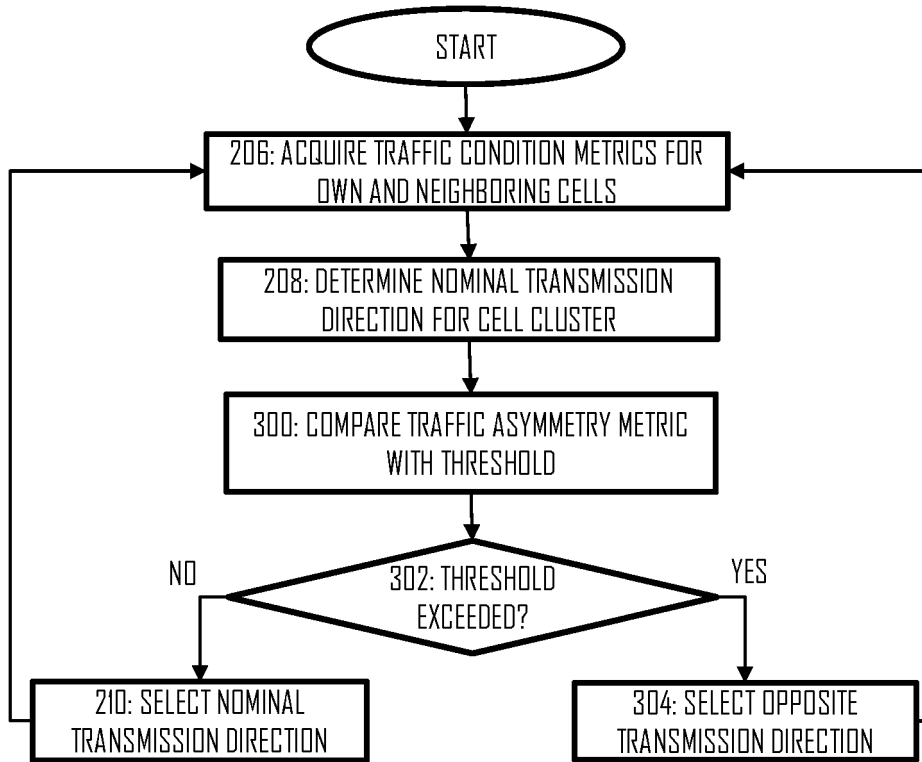 START
206: ACQUIRE TRAFFIC CONDITION METRICS FOR
OWN AND NEIGHBORING CELLS
208: DETERMINE NOMINAL TRANSMISSION
DIRECTION FOR CELL CLUSTER
300: COMPARE TRAFFIC ASYMMETRY METRIC
WITH THRESHOLD
NO
302: THRESHOLD
EXCEEDED?
YES
210: SELECT NOMINAL
TRANSMISSION DIRECTION
304: SELECT OPPOSITE
TRANSMISSION DIRECTION